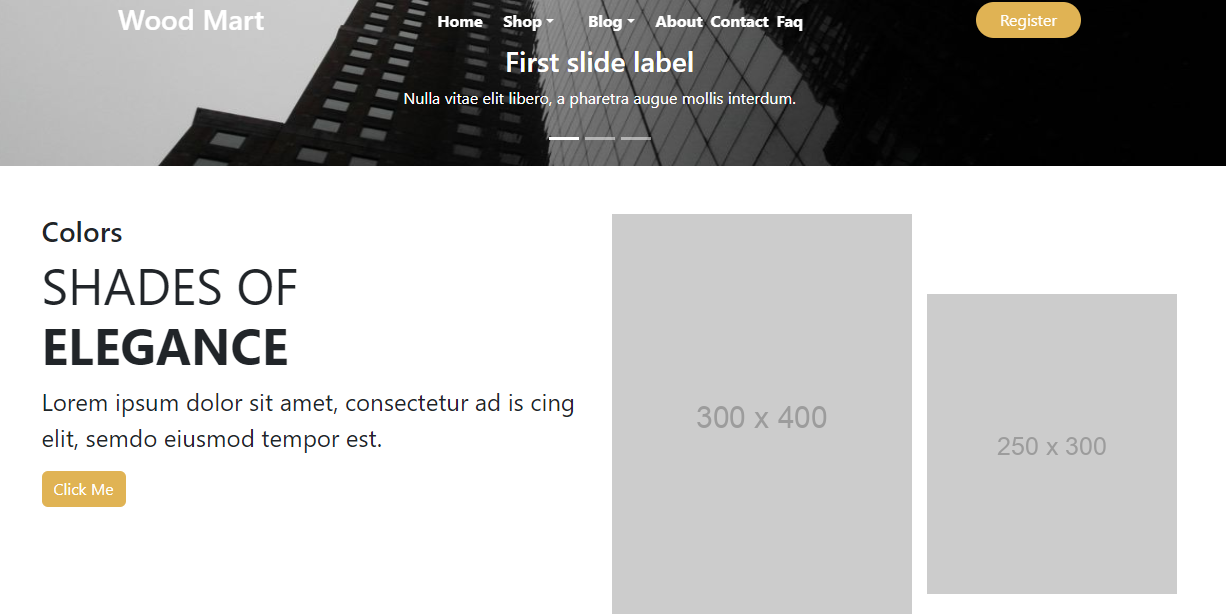 Wood Mart Home Shop Blog About Contact Faq Register
First slide label
Nulla vitae elit libero, a pharetra augue mollis interdum.
Colors
SHADES OF
ELEGANCE
Lorem ipsum dolor sit amet, consectetur ad is cing
elit, semdo eiusmod tempor est.
Click Me
300 x 400
250 x 300